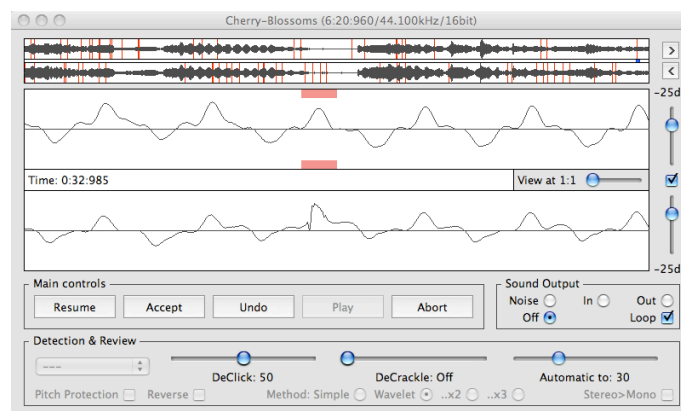 Cherry-Blossoms (6:20:960/44.100kHz/16bit)
>
<
-25d
Time: 0:32:985 View at 1:1
-25d
Main controls Sound Output
Noise In Out
Resume Accept Undo Play Abort
Off Loop
Detection & Review
---
DeClick: 50 DeCrackle: Off Automatic to: 30
Pitch Protection Reverse Method: Simple Wavelet ..x2 ..x3 Stereo>Mono